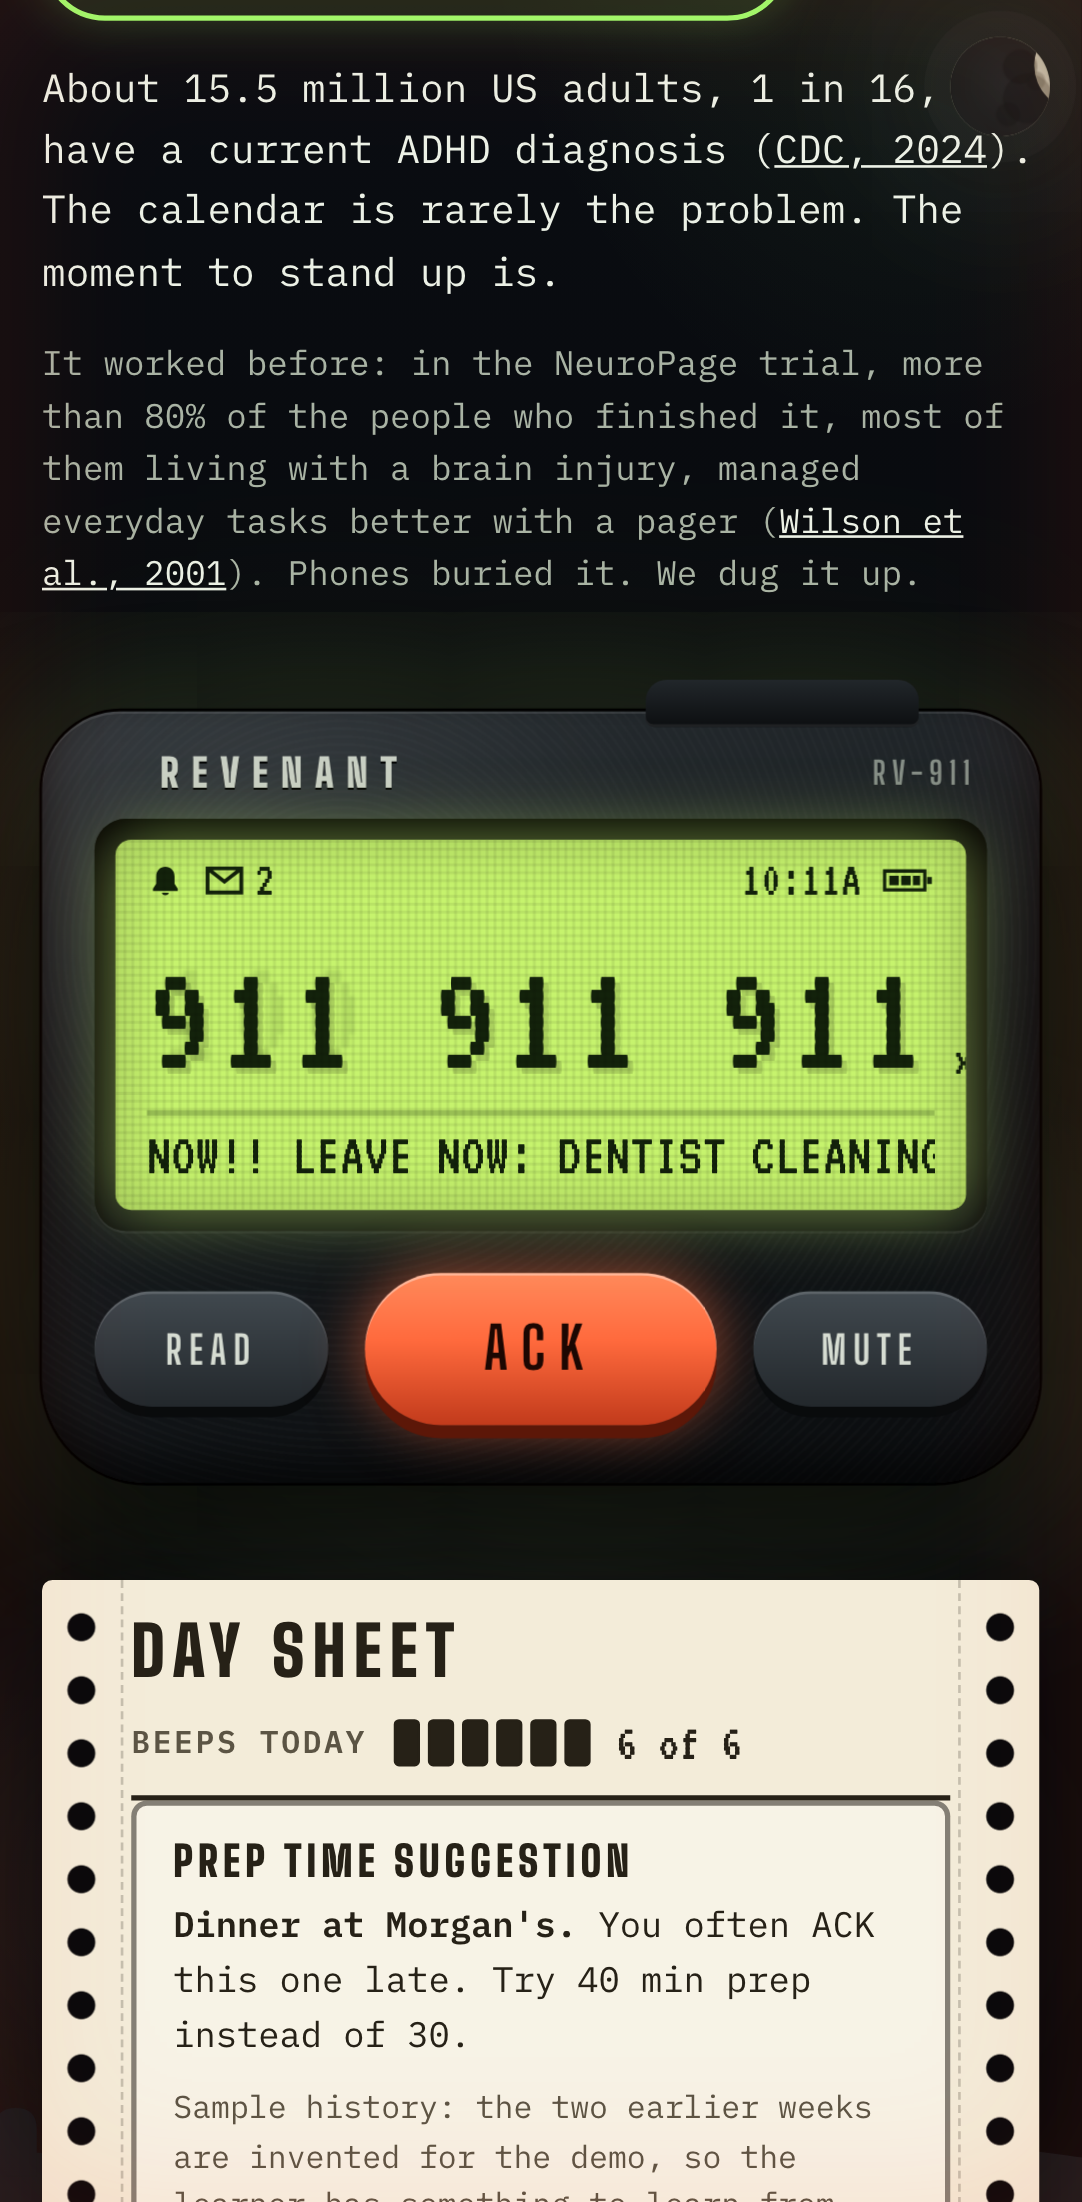 About 15.5 million US adults, 1 in 16,
have a current ADHD diagnosis (CDC, 2024).
The calendar is rarely the problem. The
moment to stand up is.
It worked before: in the NeuroPage trial, more
than 80% of the people who finished it, most of
them living with a brain injury, managed
everyday tasks better with a pager (Wilson et
al., 2001). Phones buried it. We dug it up.
REVENANT
RV-911
2
10:11A
911 911 911 x
NOW!! LEAVE NOW: DENTIST CLEANING
READ
ACK
MUTE
DAY SHEET
BEEPS TODAY 6 of 6
PREP TIME SUGGESTION
Dinner at Morgan's. You often ACK
this one late. Try 40 min prep
instead of 30.
Sample history: the two earlier weeks
are invented for the demo, so the
learner has something to learn from